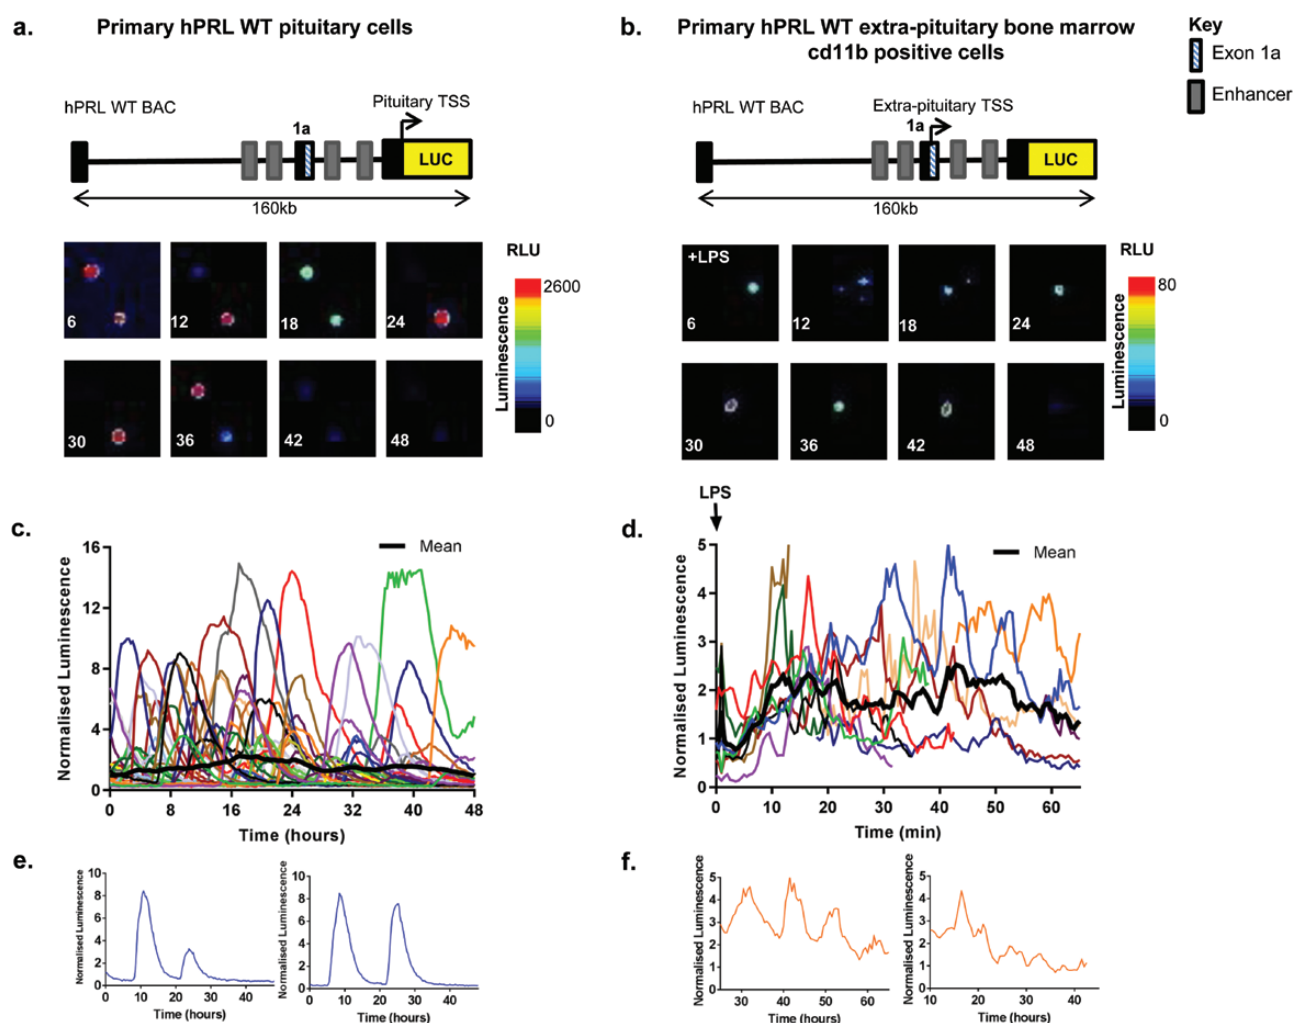 a. Primary hPRL WT pituitary cells
b. Primary hPRL WT extra-pituitary bone marrow
cd11b positive cells
Key
Exon 1a
Enhancer
hPRL WT BAC
Pituitary TSS
1a
LUC
160kb
hPRL WT BAC
Extra-pituitary TSS
1a
LUC
160kb
6
12
18
24
30
36
42
48
RLU
2600
0
Luminescence
+LPS
6
12
18
24
30
36
42
48
RLU
80
0
Luminescence
c.
Mean
Normalised Luminescence
16
12
8
4
0
0 8 16 24 32 40 48
Time (hours)
LPS
d.
Mean
Normalised Luminescence
5
4
3
2
1
0
0 10 20 30 40 50 60
Time (min)
e.
Normalised Luminescence
10
8
6
4
2
0
0 10 20 30 40
Time (hours)
Normalised Luminescence
10
8
6
4
2
0
0 10 20 30 40
Time (hours)
f.
Normalised Luminescence
5
4
3
2
1
0
30 40 50 60
Time (hours)
Normalised Luminescence
5
4
3
2
1
0
10 20 30 40
Time (hours)